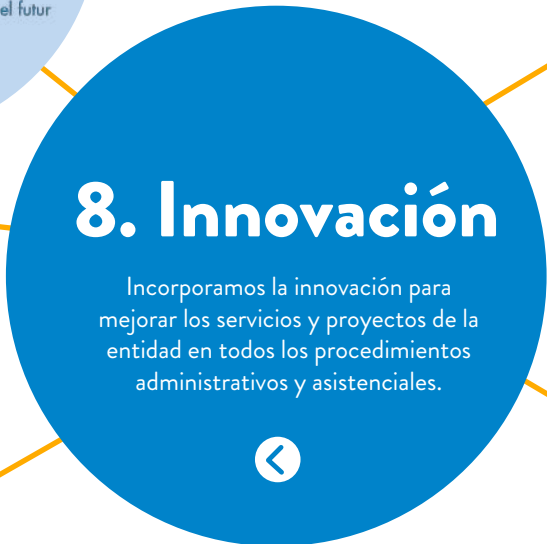 el futur
8. Innovación
Incorporamos la innovación para
mejorar los servicios y proyectos de la
entidad en todos los procedimientos
administrativos y asistenciales.